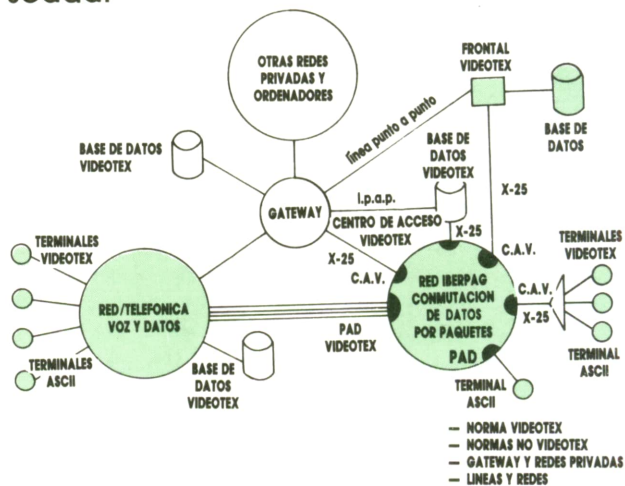 OTRAS REDES
PRIVADAS Y
ORDENADORES
FRONTAL
VIDEOTEX
línea punto a punto
BASE DE
DATOS
BASE DE DATOS
VIDEOTEX
BASE DE
DATOS
VIDEOTEX
X-25
l.p.a.p.
GATEWAY
CENTRO DE ACCESO
VIDEOTEX
X-25
X-25
C.A.V.
C.A.V.
TERMINALES
VIDEOTEX
TERMINALES
VIDEOTEX
RED/TELEFONICA
VOZ Y DATOS
RED IBERPAG
CONMUTACION
DE DATOS
POR PAQUETES
C.A.V.
X-25
PAD
VIDEOTEX
PAD
TERMINALES
ASCII
BASE DE
DATOS
VIDEOTEX
TERMINAL
ASCII
TERMINAL
ASCII
— NORMA VIDEOTEX
— NORMAS NO VIDEOTEX
— GATEWAY Y REDES PRIVADAS
— LINEAS Y REDES